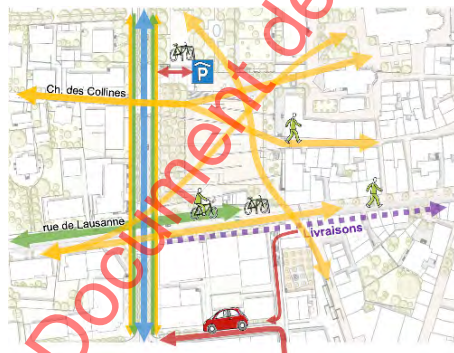 P
Ch. des Collines
rue de Lausanne
Livraisons
Document de